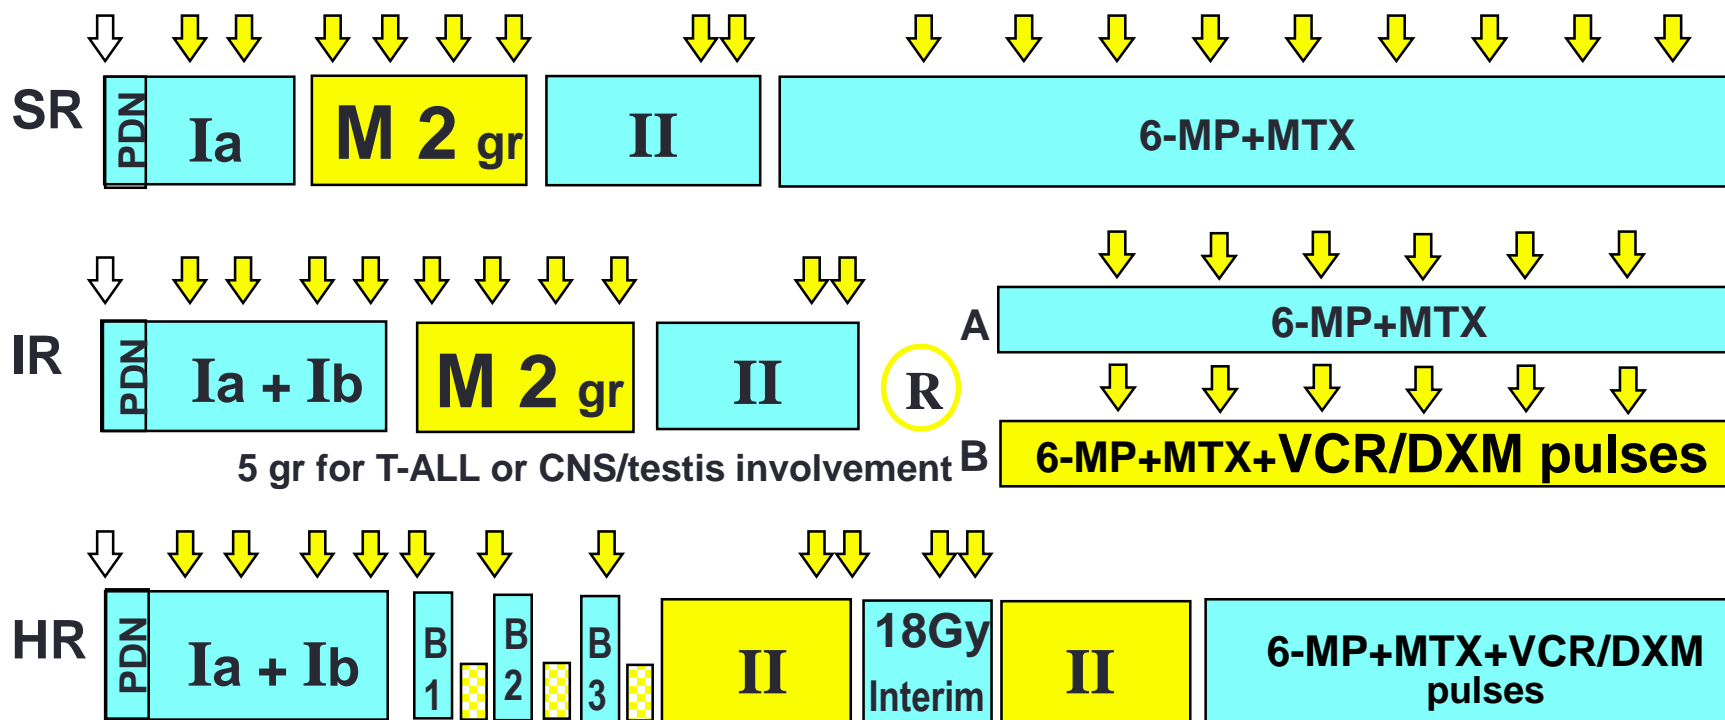 SR
PDN
Ia
M 2 gr
II
6-MP+MTX
IR
PDN
Ia + Ib
M 2 gr
II
R
A
6-MP+MTX
B
6-MP+MTX+VCR/DXM pulses
5 gr for T-ALL or CNS/testis involvement
HR
PDN
Ia + Ib
B
1
B
2
B
3
II
18Gy
Interim
II
6-MP+MTX+VCR/DXM
pulses